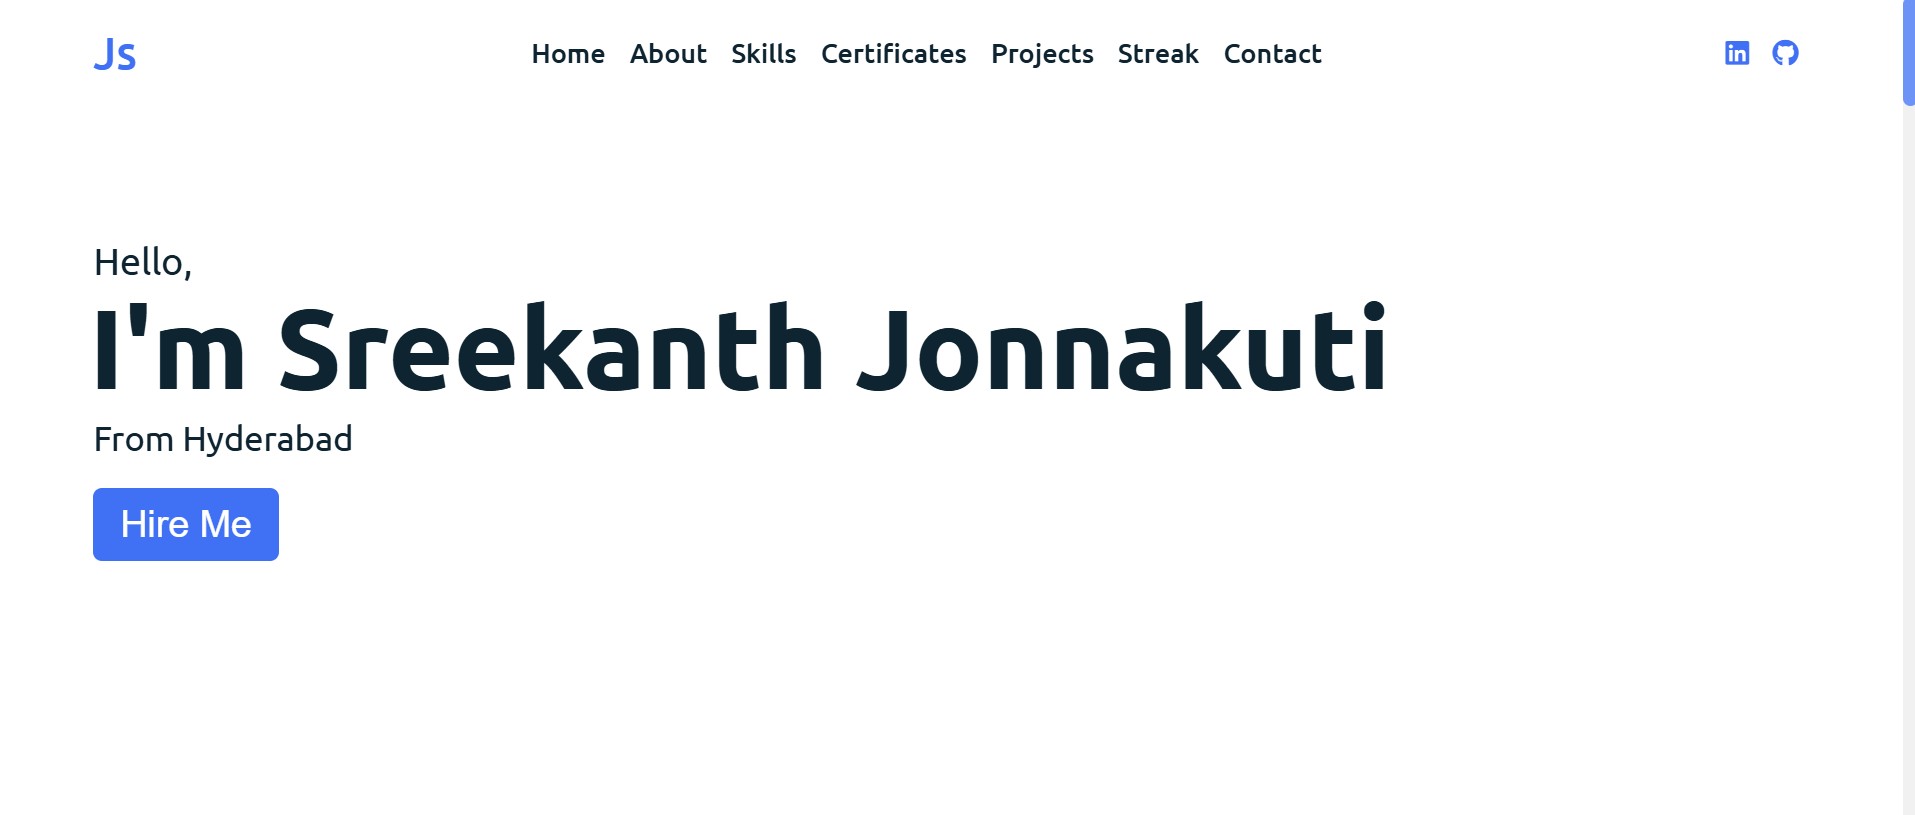 Js
Home About Skills Certificates Projects Streak Contact
Hello,
I'm Sreekanth Jonnakuti
From Hyderabad
Hire Me